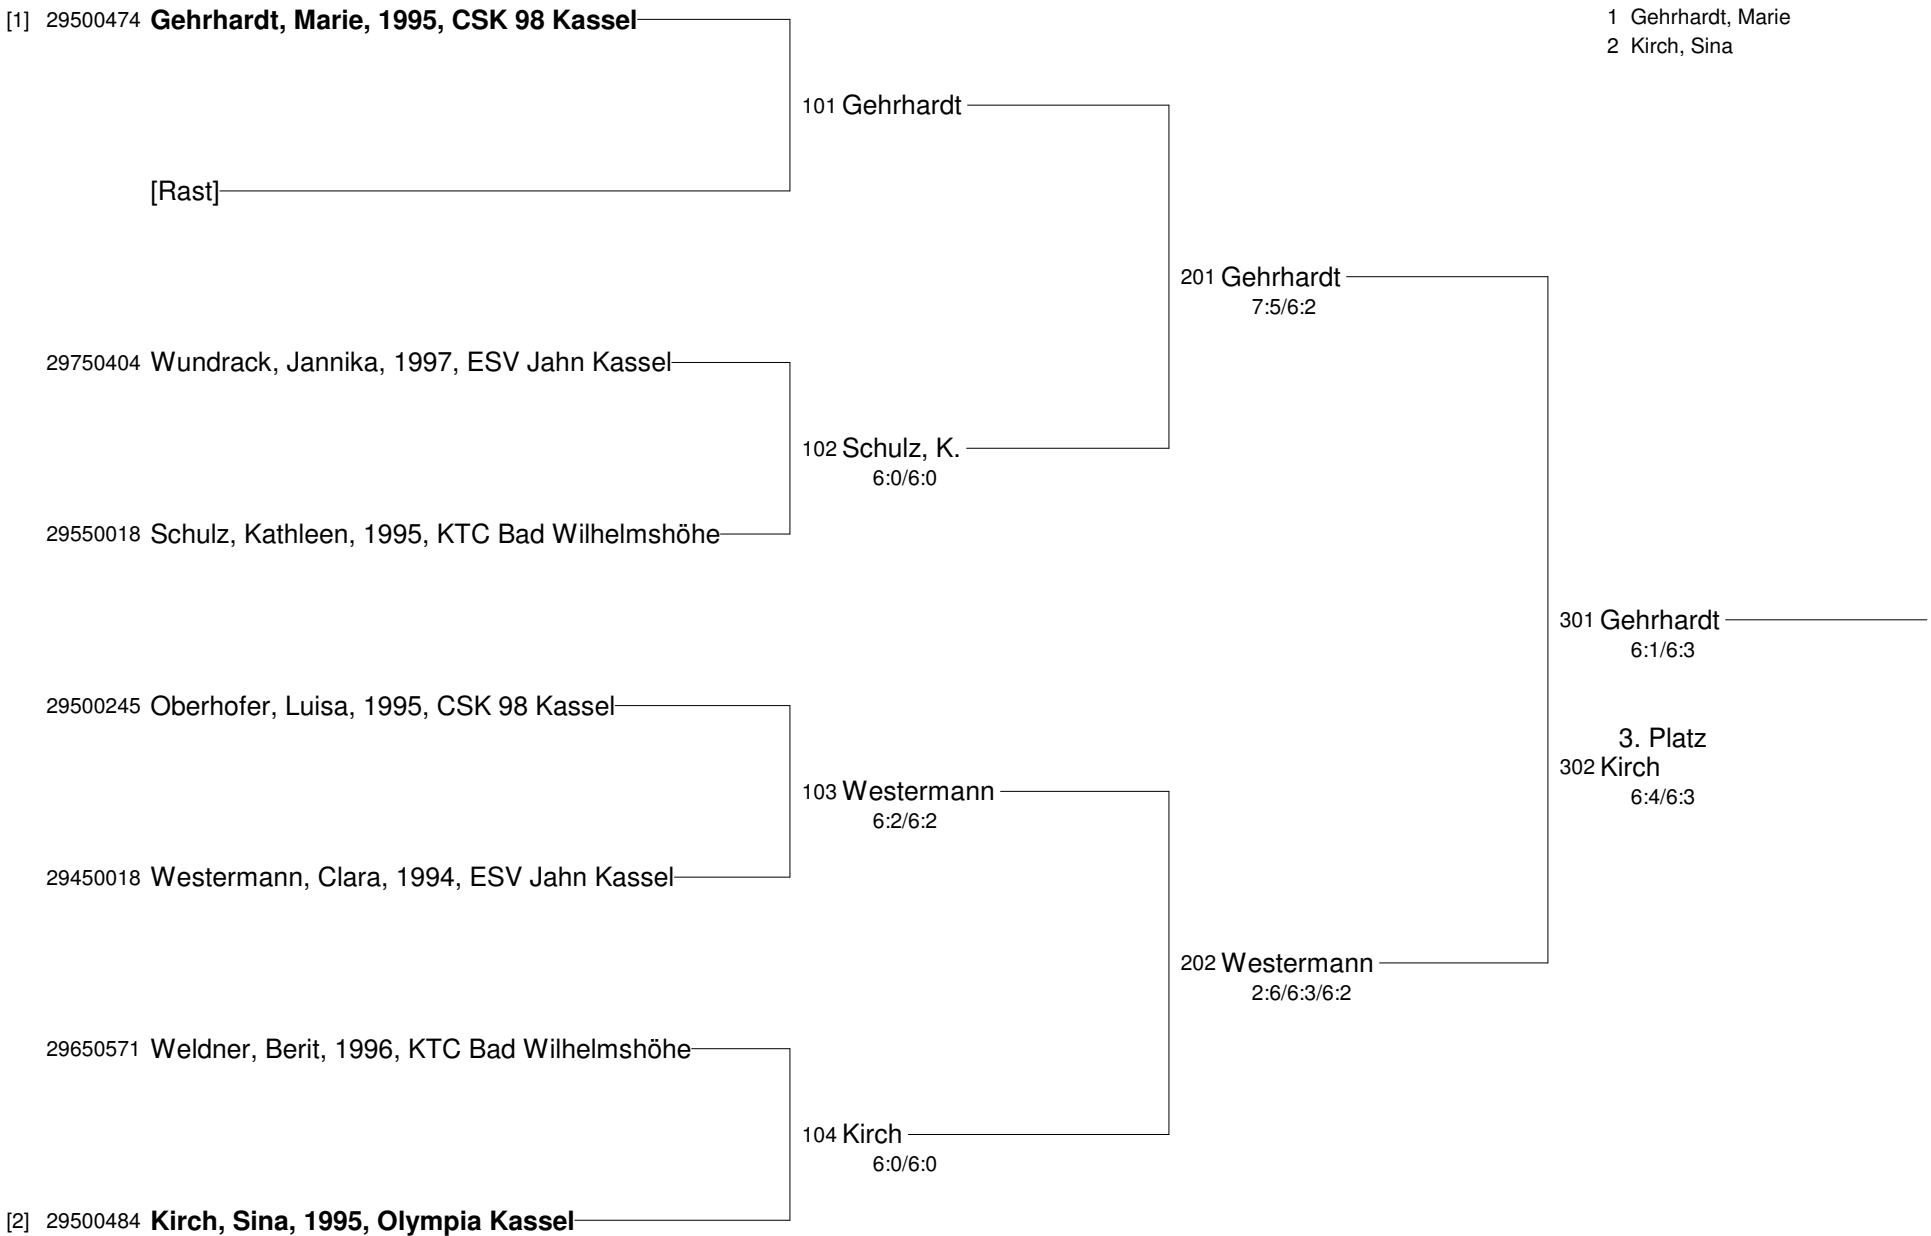 [1] 29500474 Gehrhardt, Marie, 1995, CSK 98 Kassel
1 Gehrhardt, Marie
2 Kirch, Sina
101 Gehrhardt
[Rast]
201 Gehrhardt
7:5/6:2
29750404 Wundrack, Jannika, 1997, ESV Jahn Kassel
102 Schulz, K.
6:0/6:0
29550018 Schulz, Kathleen, 1995, KTC Bad Wilhelmshöhe
301 Gehrhardt
6:1/6:3
29500245 Oberhofer, Luisa, 1995, CSK 98 Kassel
3. Platz
302 Kirch
6:4/6:3
103 Westermann
6:2/6:2
29450018 Westermann, Clara, 1994, ESV Jahn Kassel
202 Westermann
2:6/6:3/6:2
29650571 Weldner, Berit, 1996, KTC Bad Wilhelmshöhe
104 Kirch
6:0/6:0
[2] 29500484 Kirch, Sina, 1995, Olympia Kassel